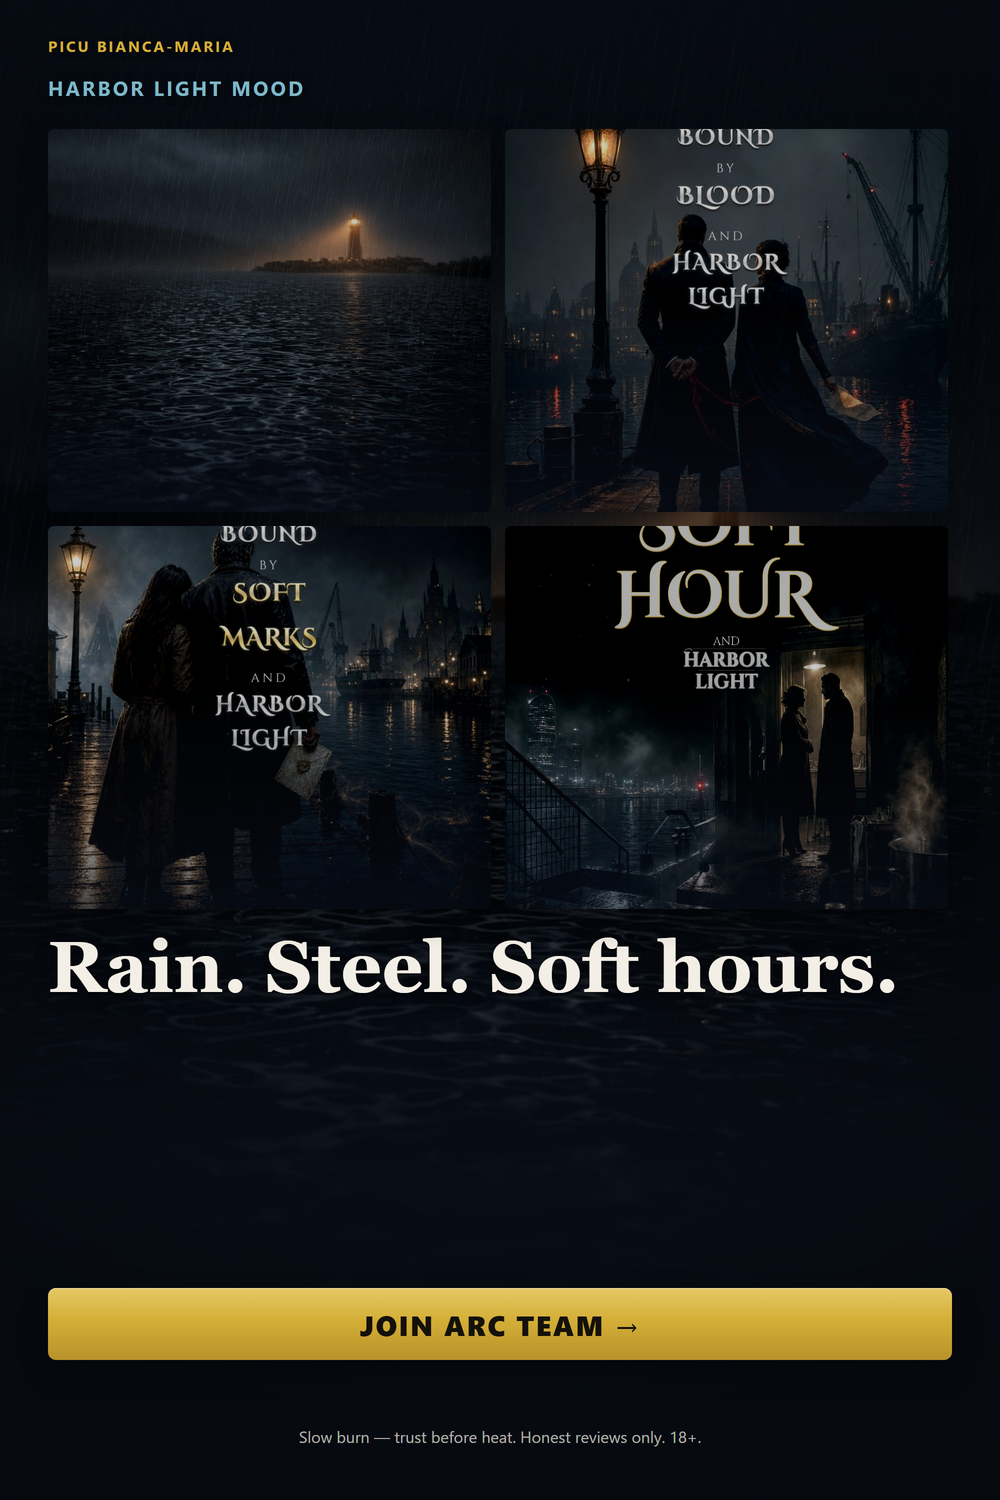 PICU BIANCA-MARIA
HARBOR LIGHT MOOD
BOUND
BY
BLOOD
AND
HARBOR
LIGHT
BOUND
BY
SOFT
MARKS
AND
HARBOR
LIGHT
SOFT
HOUR
AND
HARBOR
LIGHT
Rain. Steel. Soft hours.
JOIN ARC TEAM →
Slow burn — trust before heat. Honest reviews only. 18+.